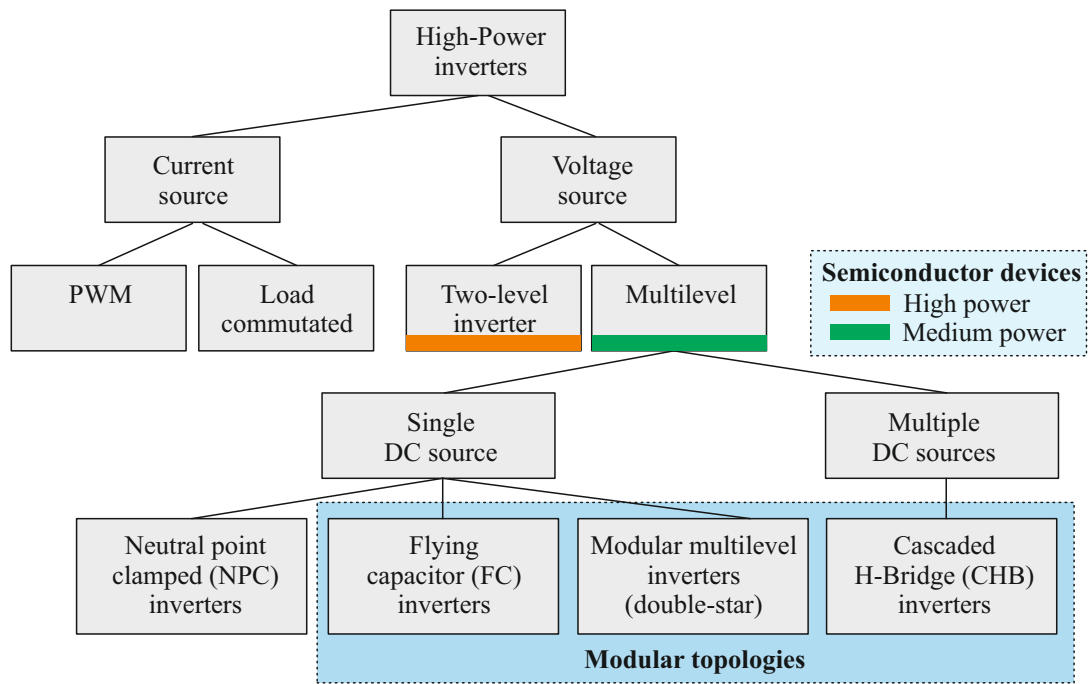 High-Power
inverters
Current
source
Voltage
source
PWM
Load
commutated
Two-level
inverter
Multilevel
Semiconductor devices
High power
Medium power
Single
DC source
Multiple
DC sources
Neutral point
clamped (NPC)
inverters
Flying
capacitor (FC)
inverters
Modular multilevel
inverters
(double-star)
Cascaded
H-Bridge (CHB)
inverters
Modular topologies